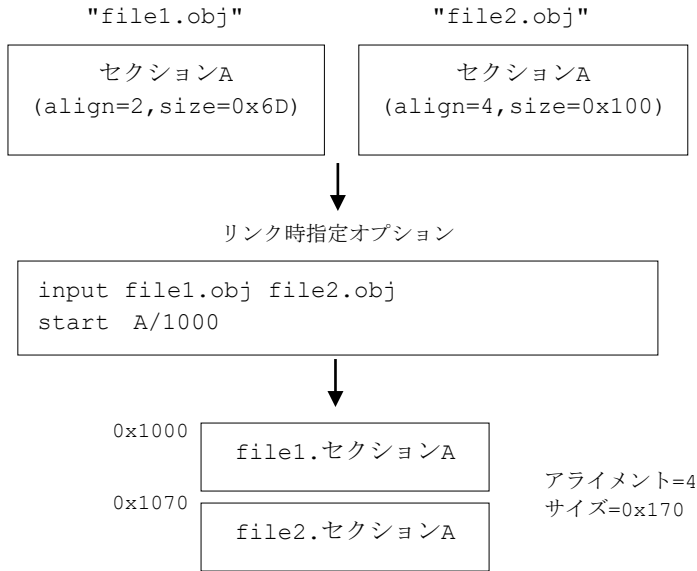 "file1.obj"
"file2.obj"
セクションA
(align=2,size=0x6D)
セクションA
(align=4,size=0x100)
リンク時指定オプション
input file1.obj file2.obj
start A/1000
0x1000
file1.セクションA
0x1070
file2.セクションA
アライメント=4
サイズ=0x170